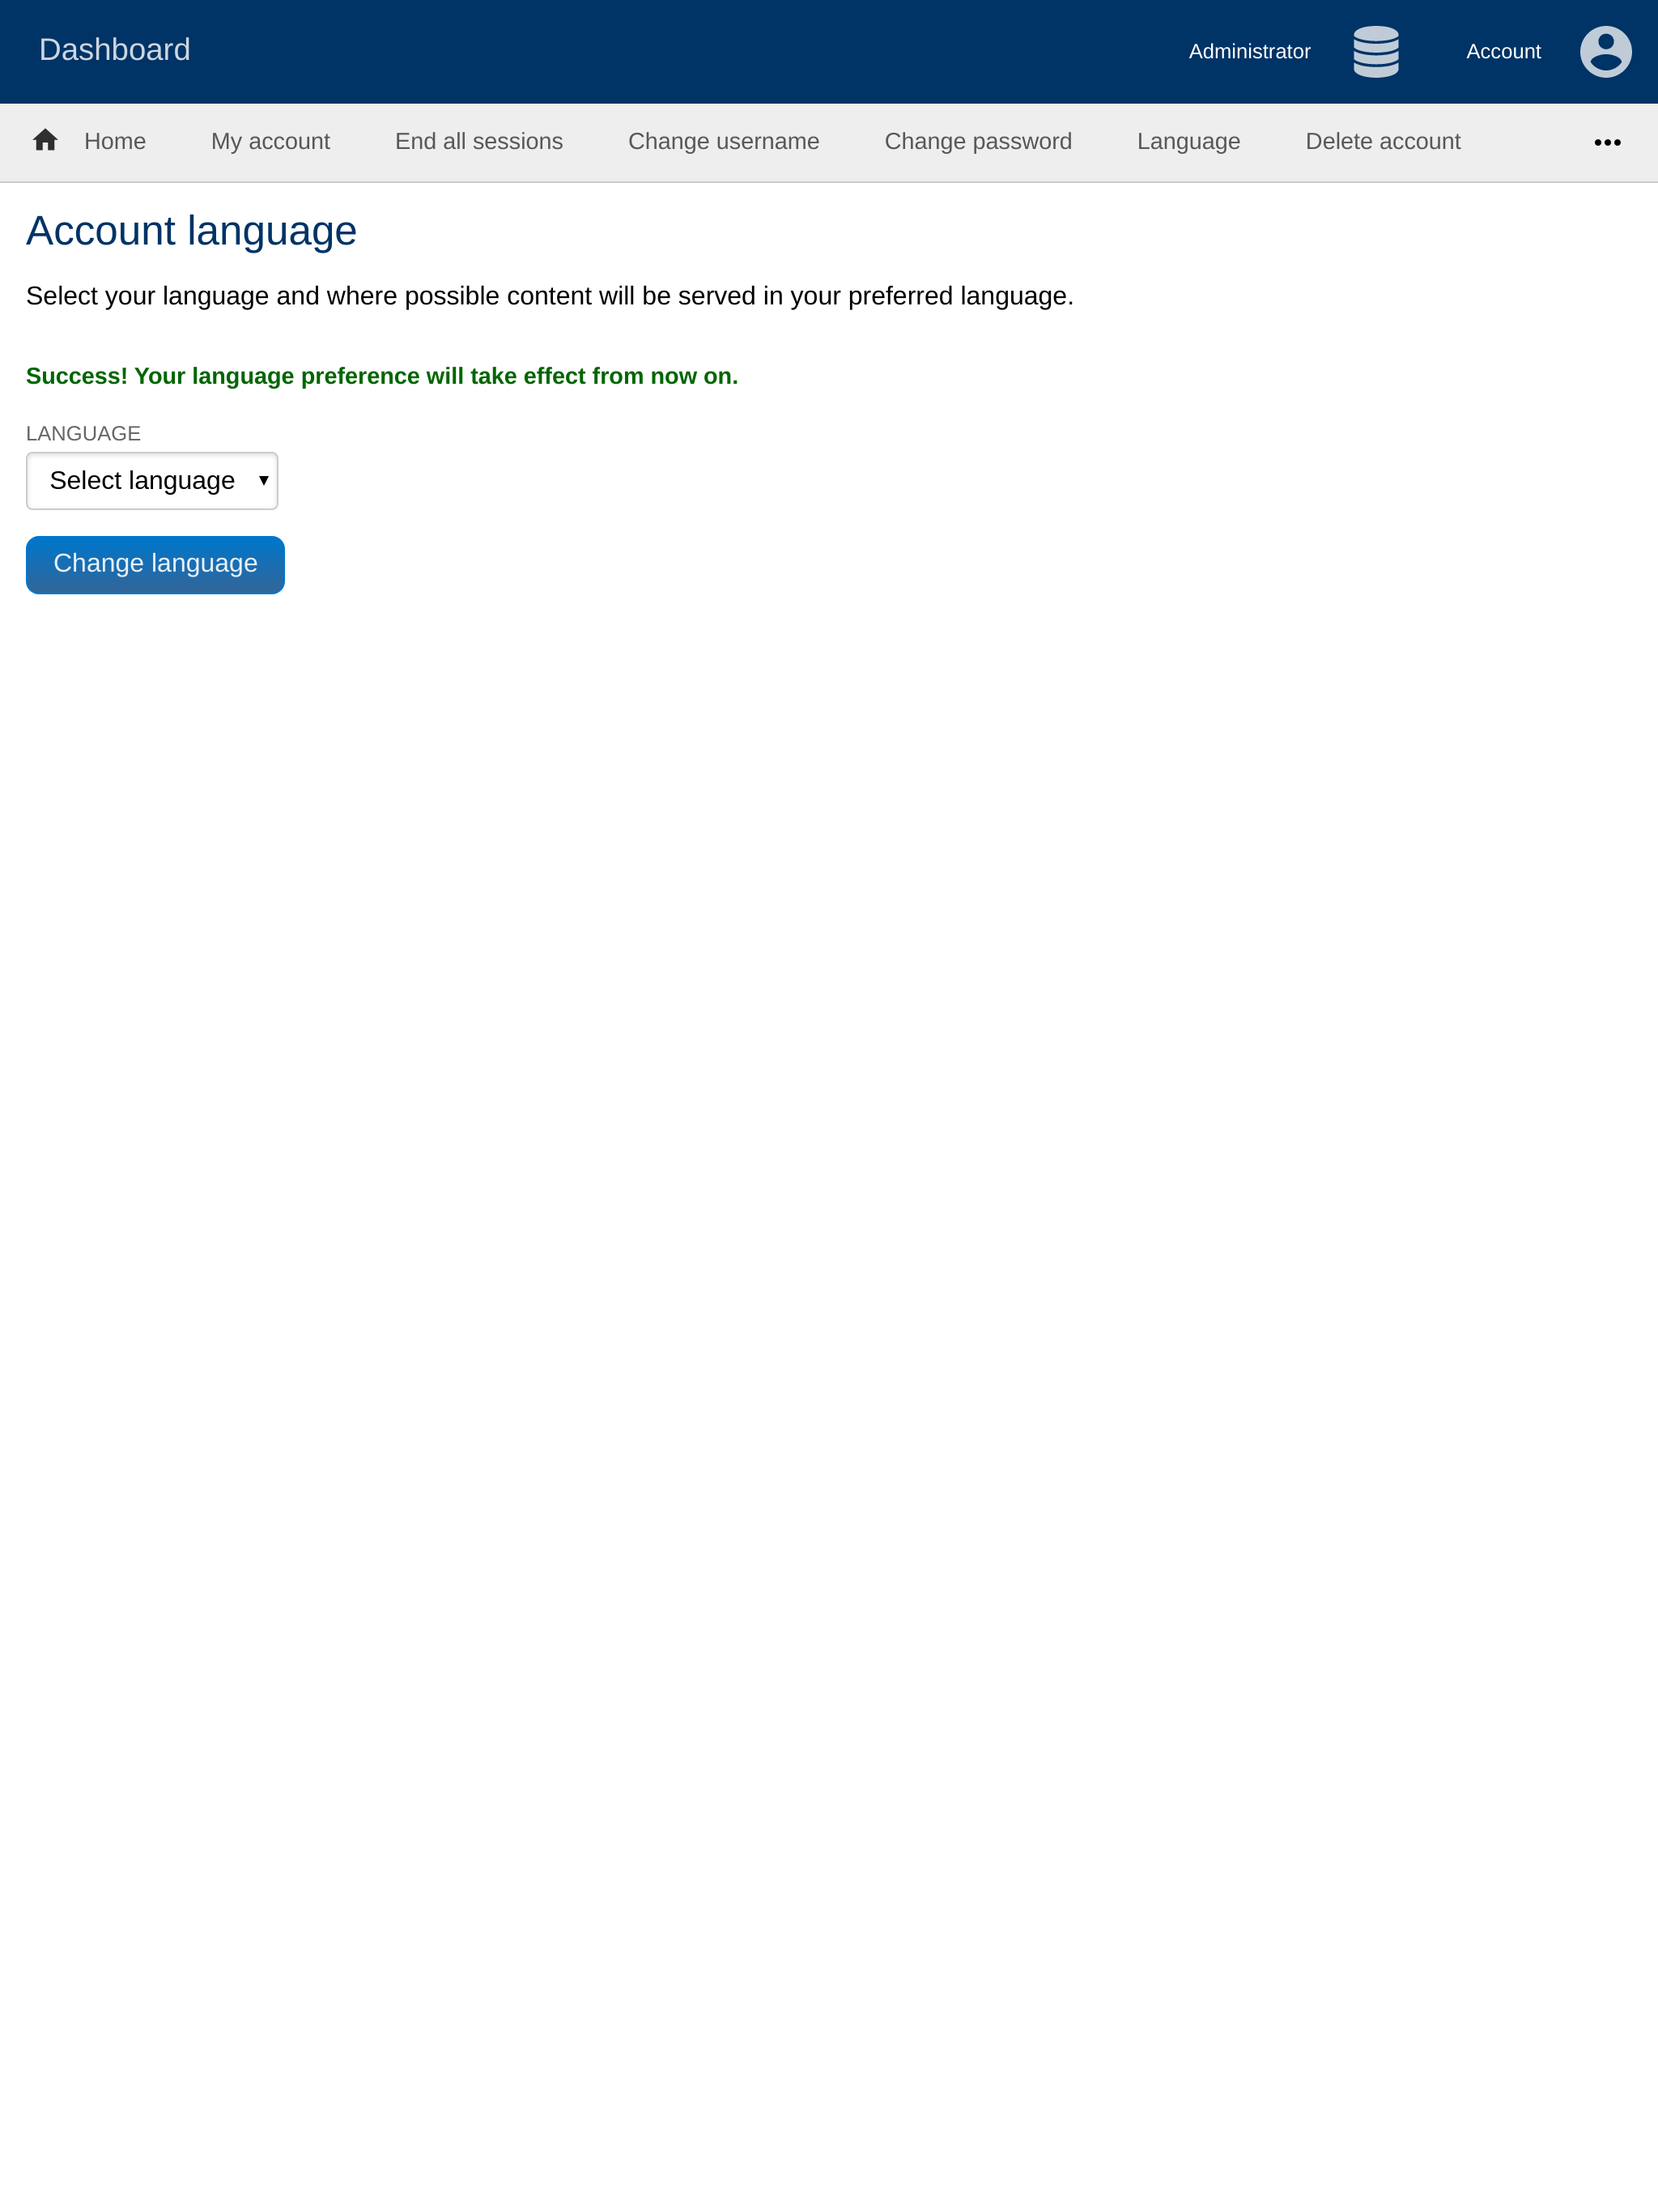 Dashboard
Administrator
Account
Home
My account
End all sessions
Change username
Change password
Language
Delete account
Account language
Select your language and where possible content will be served in your preferred language.
Success! Your language preference will take effect from now on.
LANGUAGE
Select language
Change language